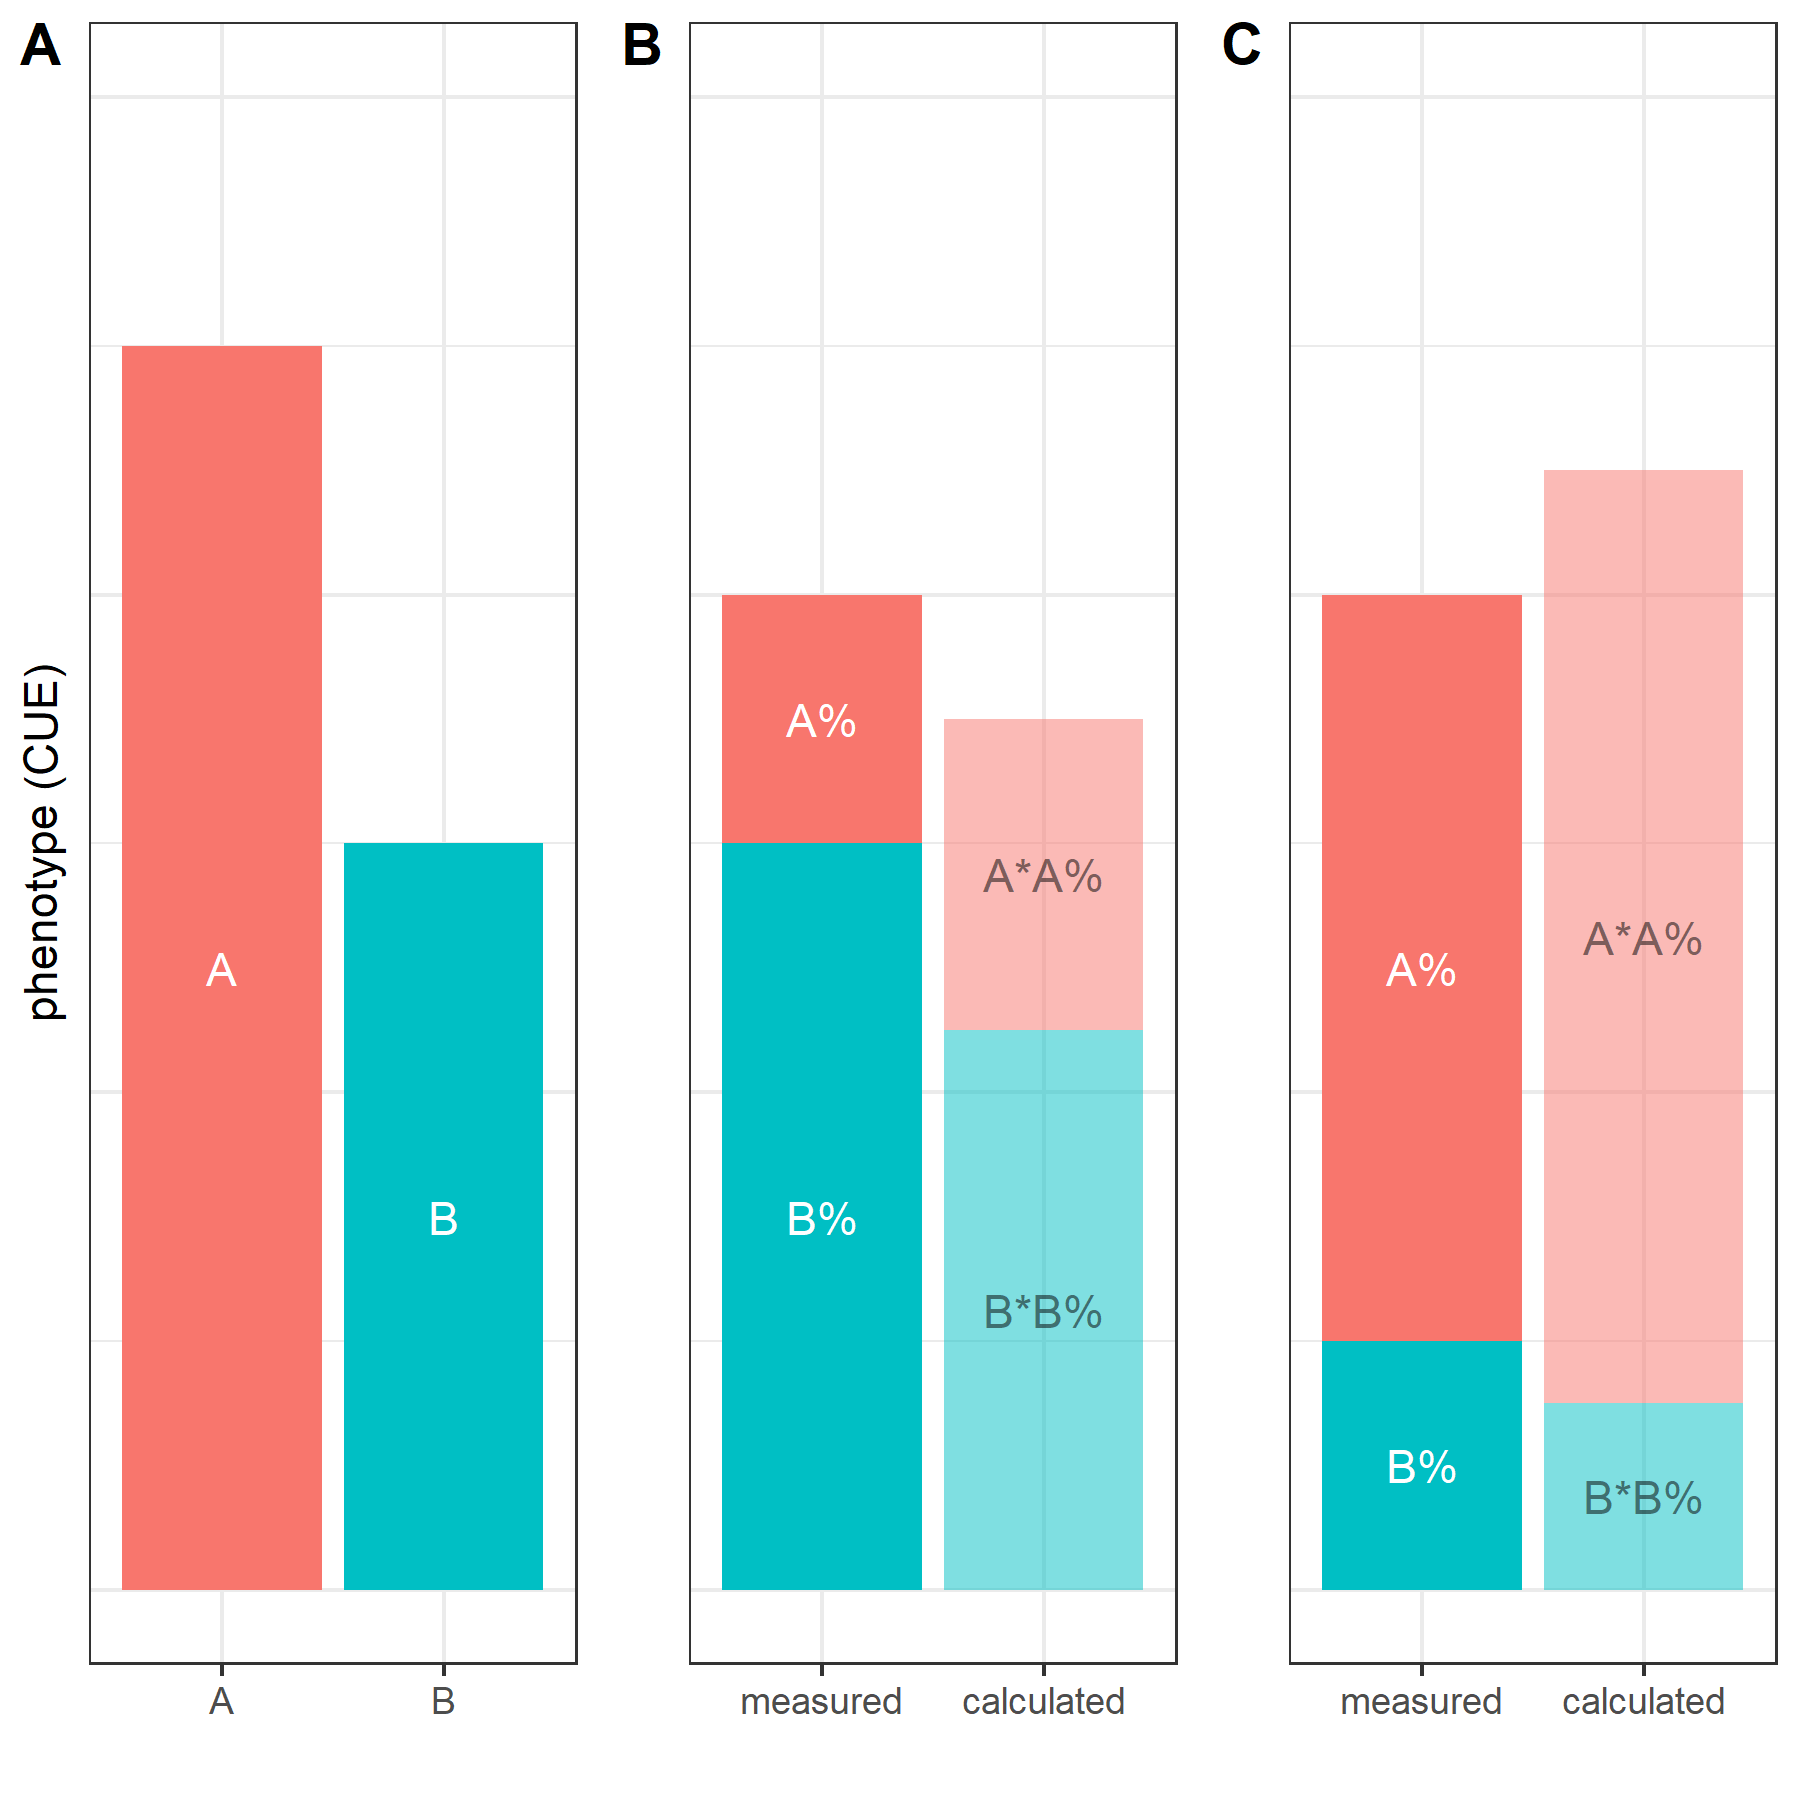 A
B
C
phenotype (CUE)
A
B
A%
B%
A*A%
B*B%
A%
B%
A*A%
B*B%
A
B
measured
calculated
measured
calculated